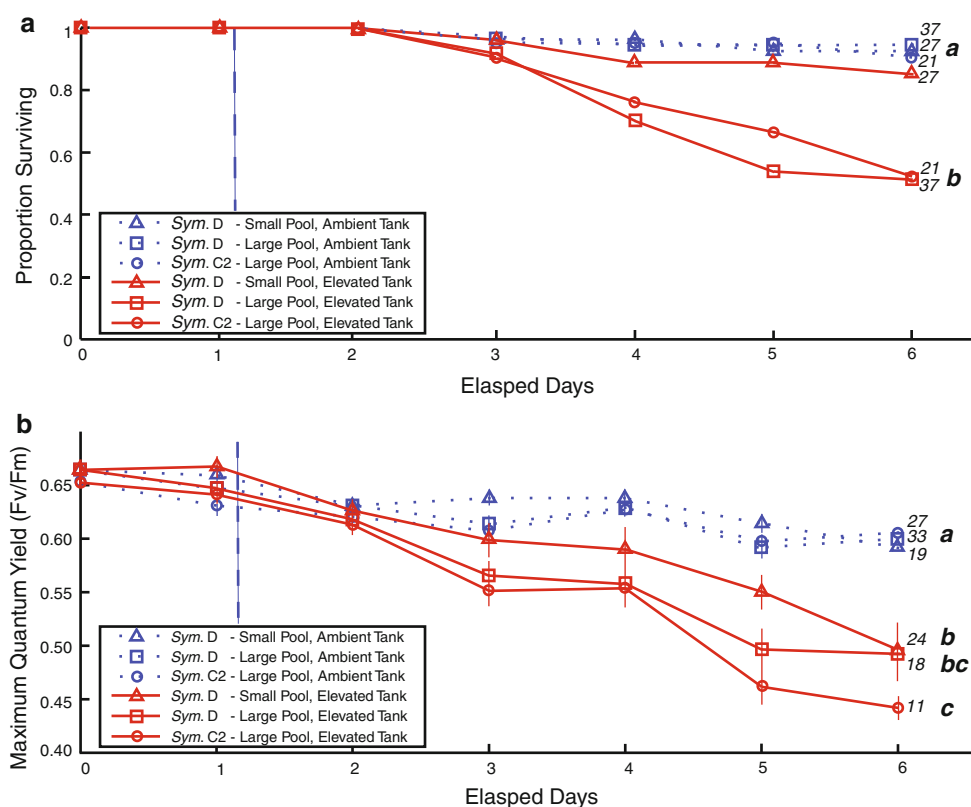 a
1
0.8
0.6
0.4
0.2
0
Proportion Surviving
Sym. D - Small Pool, Ambient Tank
Sym. D - Large Pool, Ambient Tank
Sym. C2 - Large Pool, Ambient Tank
Sym. D - Small Pool, Elevated Tank
Sym. D - Large Pool, Elevated Tank
Sym. C2 - Large Pool, Elevated Tank
37
27
21
27
a
21
37
b
0 1 2 3 4 5 6
Elasped Days
b
0.65
0.60
0.55
0.50
0.45
0.40
Maximum Quantum Yield (Fv/Fm)
Sym. D - Small Pool, Ambient Tank
Sym. D - Large Pool, Ambient Tank
Sym. C2 - Large Pool, Ambient Tank
Sym. D - Small Pool, Elevated Tank
Sym. D - Large Pool, Elevated Tank
Sym. C2 - Large Pool, Elevated Tank
27
33
19
a
24 b
18 bc
11 c
0 1 2 3 4 5 6
Elasped Days